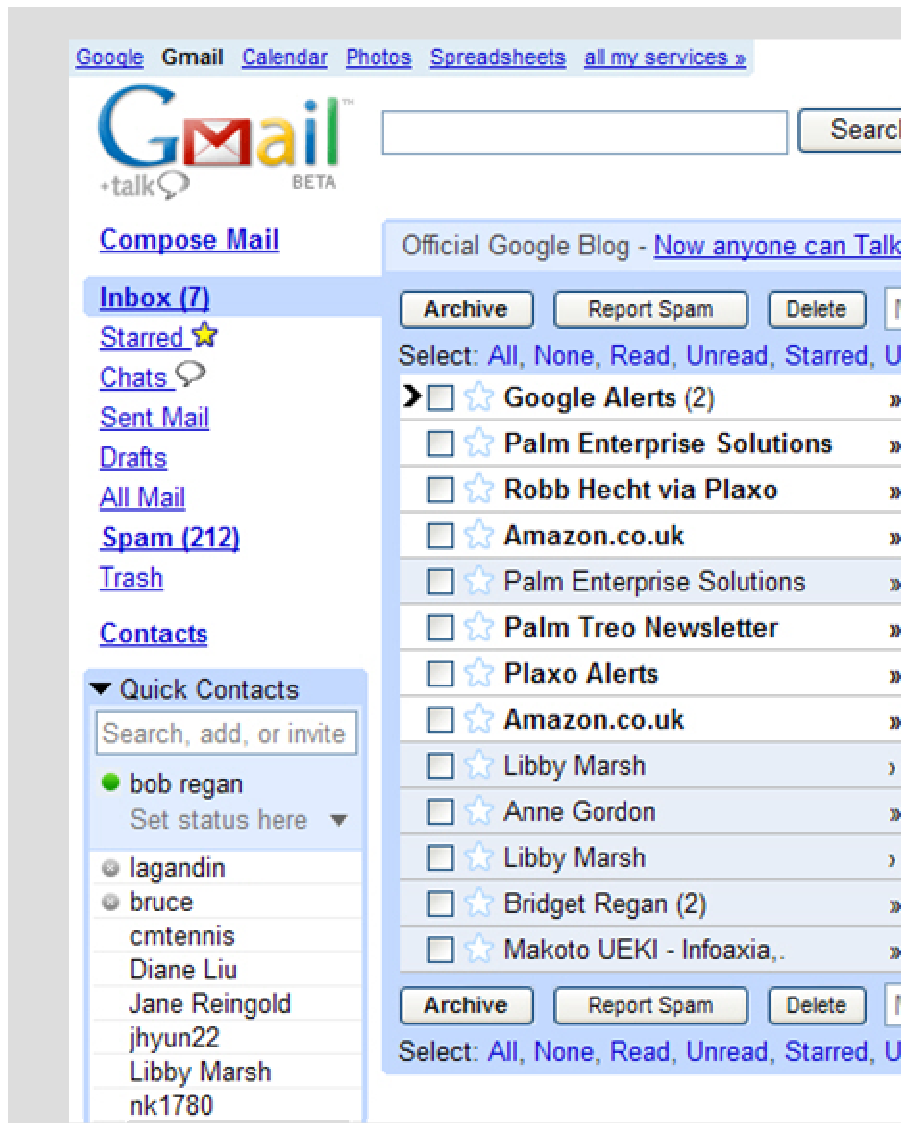 Google Gmail Calendar Photos Spreadsheets all my services »
Gmail™
+talk BETA
Search
Compose Mail
Inbox (7)
Starred
Chats
Sent Mail
Drafts
All Mail
Spam (212)
Trash
Contacts
Quick Contacts
Search, add, or invite
bob regan
Set status here
lagandin
bruce
cmtennis
Diane Liu
Jane Reingold
jhyun22
Libby Marsh
nk1780
Official Google Blog - Now anyone can Talk
Archive Report Spam Delete
Select: All, None, Read, Unread, Starred, U
Google Alerts (2) »
Palm Enterprise Solutions »
Robb Hecht via Plaxo »
Amazon.co.uk »
Palm Enterprise Solutions »
Palm Treo Newsletter »
Plaxo Alerts »
Amazon.co.uk »
Libby Marsh ›
Anne Gordon »
Libby Marsh ›
Bridget Regan (2) »
Makoto UEKI - Infoaxia,. »
Archive Report Spam Delete
Select: All, None, Read, Unread, Starred, U